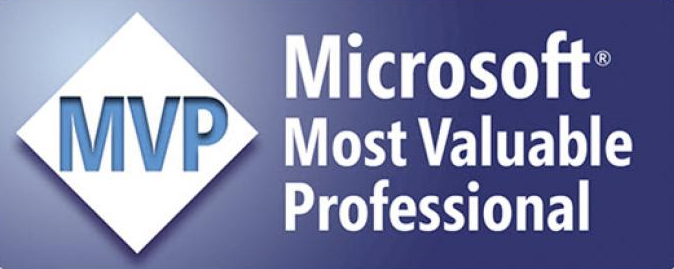 MVP
Microsoft®
Most Valuable
Professional